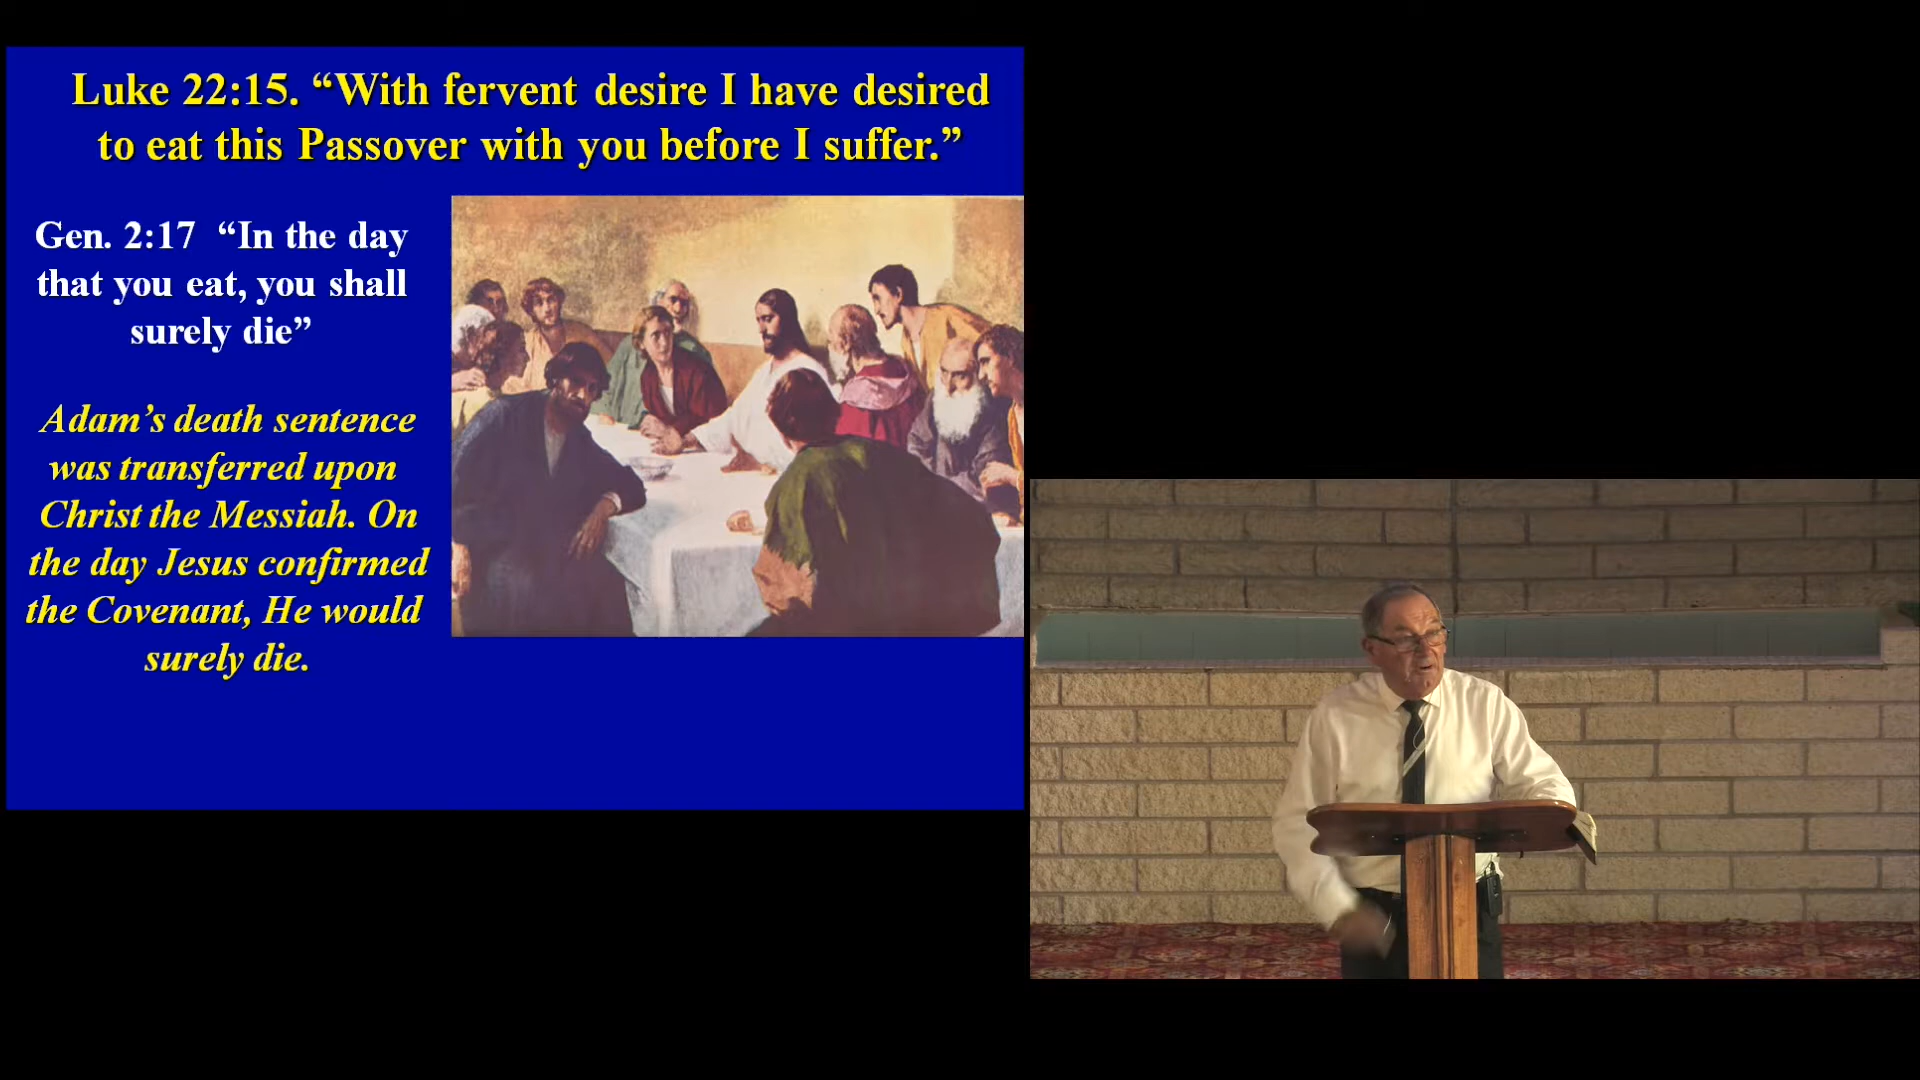 Luke 22:15. “With fervent desire I have desired
to eat this Passover with you before I suffer.”
Gen. 2:17 “In the day
that you eat, you shall
surely die”
Adam’s death sentence
was transferred upon
Christ the Messiah. On
the day Jesus confirmed
the Covenant, He would
surely die.